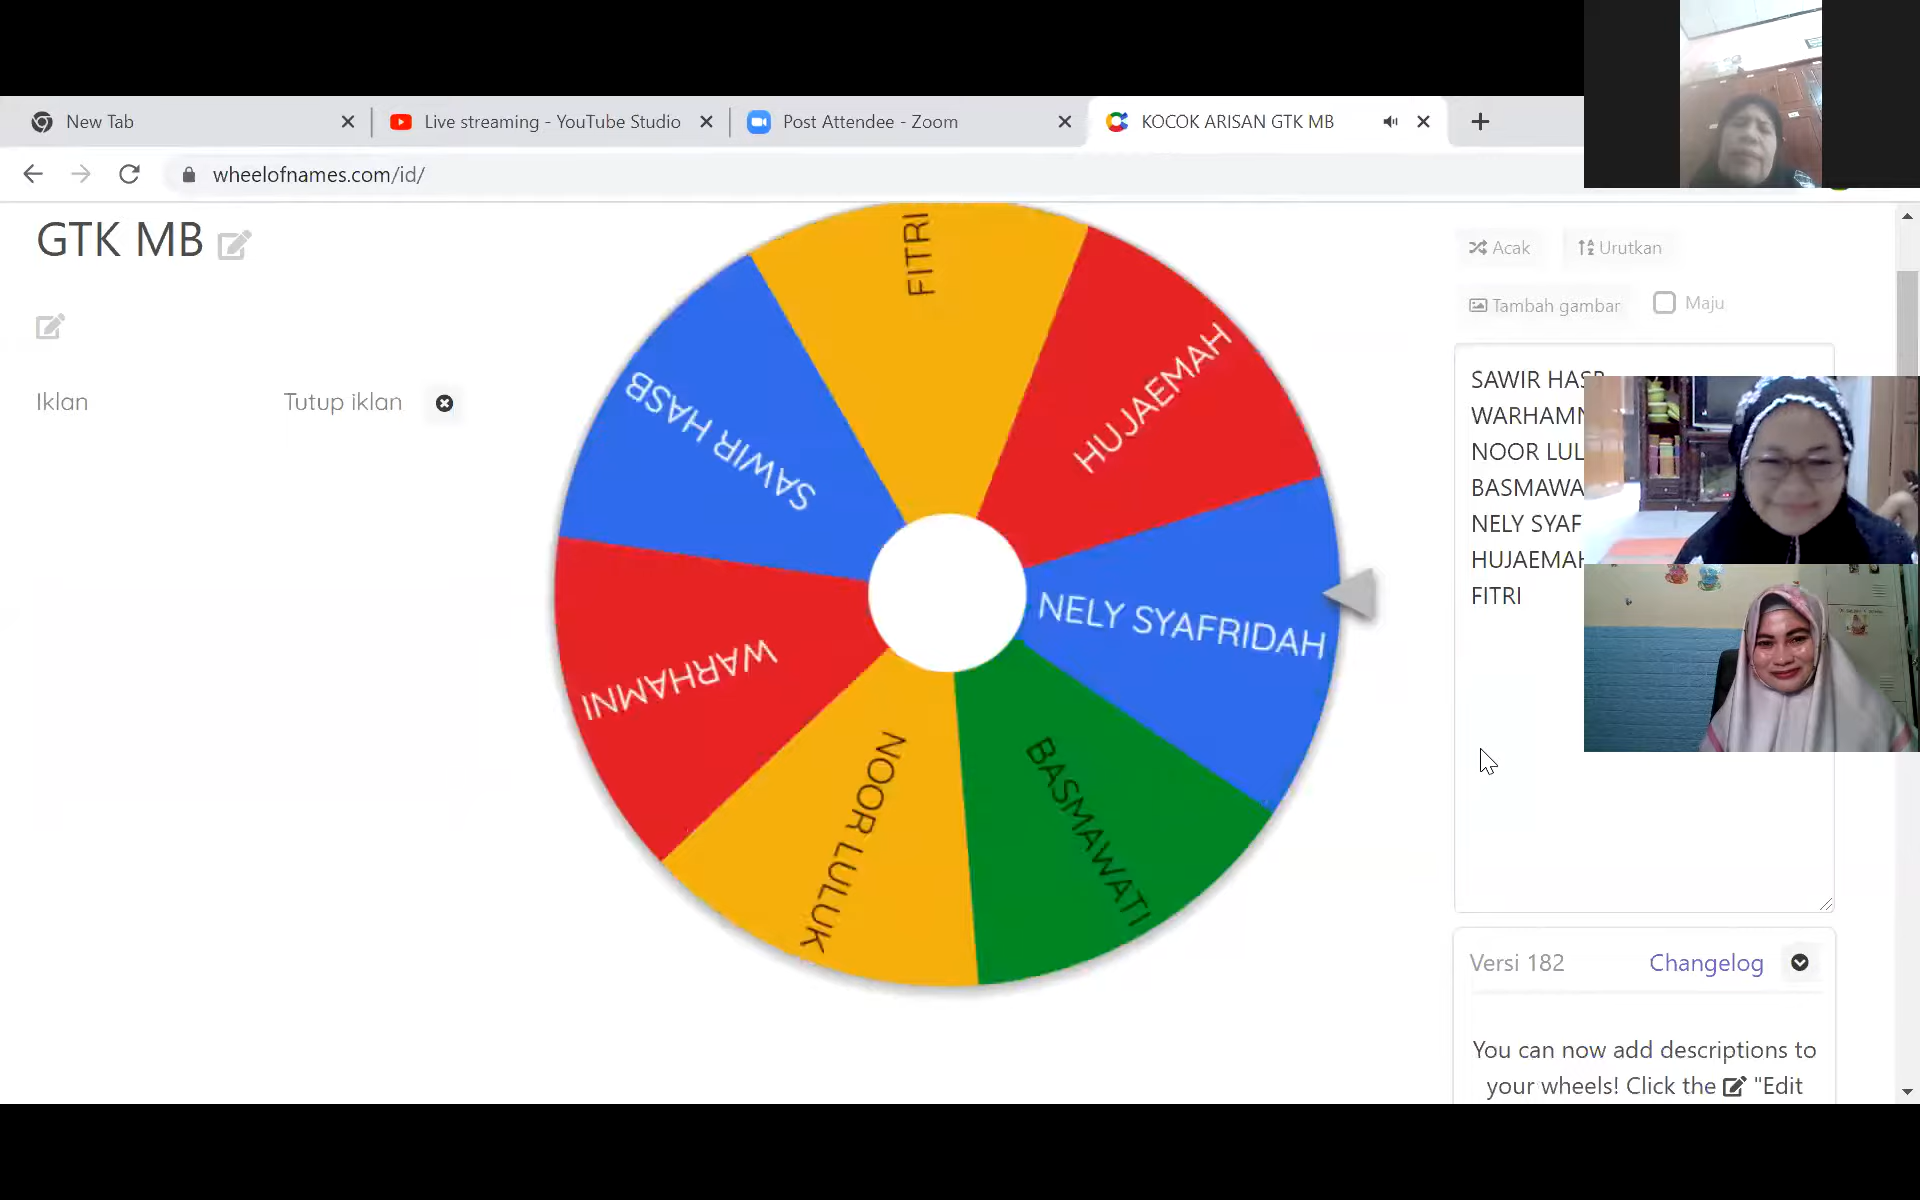 New Tab
Live streaming - YouTube Studio
Post Attendee - Zoom
KOCOK ARISAN GTK MB
wheelofnames.com/id/
GTK MB
Iklan
Tutup iklan
FITRI
HUJAEMAH
NELY SYAFRIDAH
BASMAWATI
NOOR LULUK
WARHAMNI
SAWIR HASB
Acak
Urutkan
Tambah gambar
Maju
SAWIR HASB
WARHAMN
NOOR LUL
BASMAWA
NELY SYAF
HUJAEMAH
FITRI
Versi 182
Changelog
You can now add descriptions to
your wheels! Click the "Edit